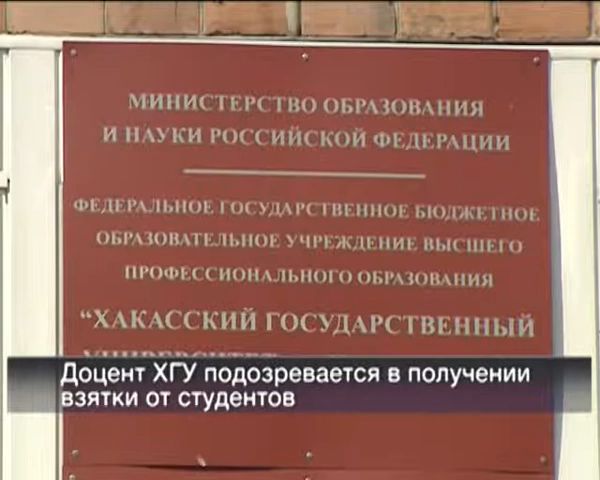 МИНИСТЕРСТВО ОБРАЗОВАНИЯ
И НАУКИ РОССИЙСКОЙ ФЕДЕРАЦИИ
ФЕДЕРАЛЬНОЕ ГОСУДАРСТВЕННОЕ БЮДЖЕТНОЕ
ОБРАЗОВАТЕЛЬНОЕ УЧРЕЖДЕНИЕ ВЫСШЕГО
ПРОФЕССИОНАЛЬНОГО ОБРАЗОВАНИЯ
“ХАКАССКИЙ ГОСУДАРСТВЕННЫЙ
Доцент ХГУ подозревается в получении
взятки от студентов